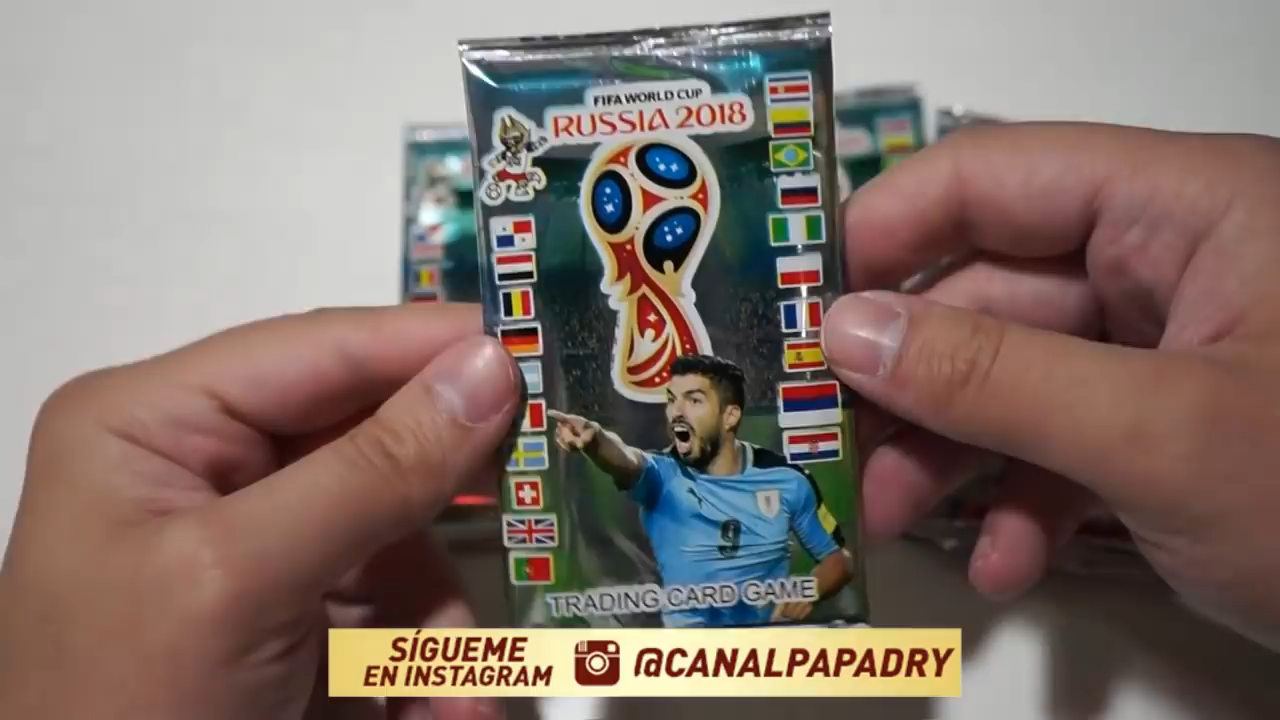 FIFA WORLD CUP
RUSSIA 2018
9
TRADING CARD GAME
SÍGUEME
EN INSTAGRAM
@CANALPAPADRY